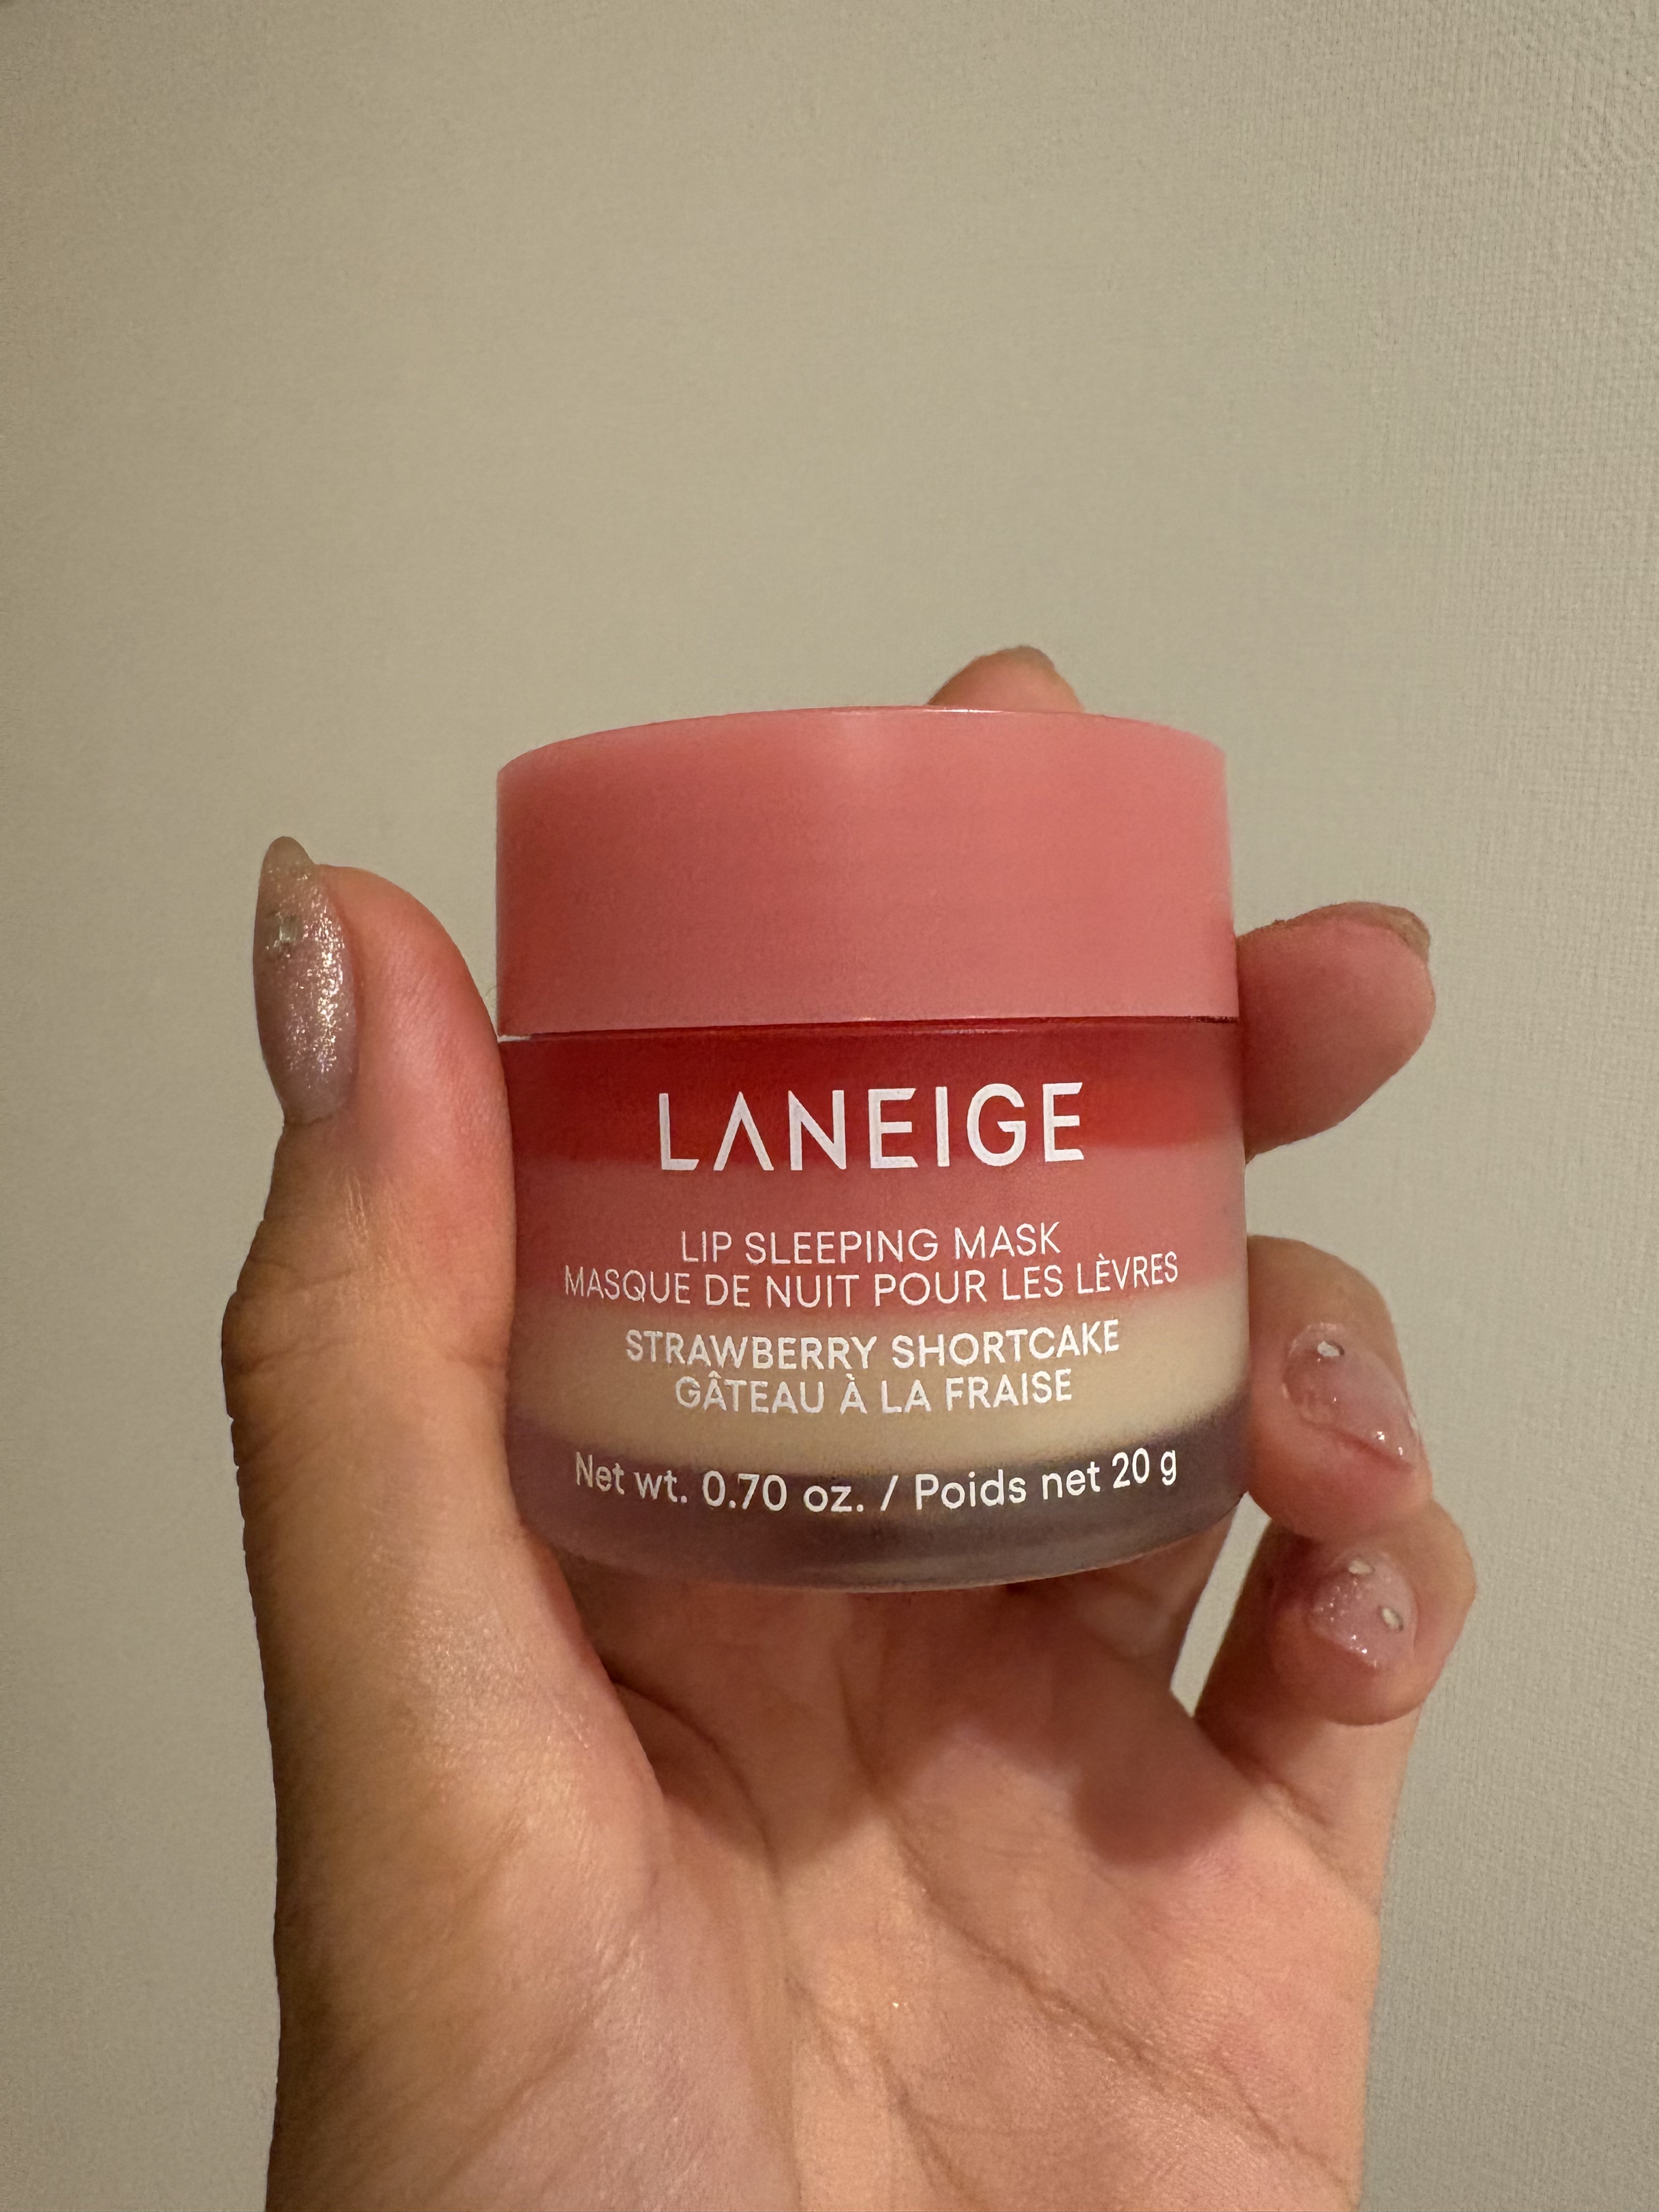 LANEIGE
LIP SLEEPING MASK
MASQUE DE NUIT POUR LES LÈVRES
STRAWBERRY SHORTCAKE
GÂTEAU À LA FRAISE
Net wt. 0.70 oz. / Poids net 20 g